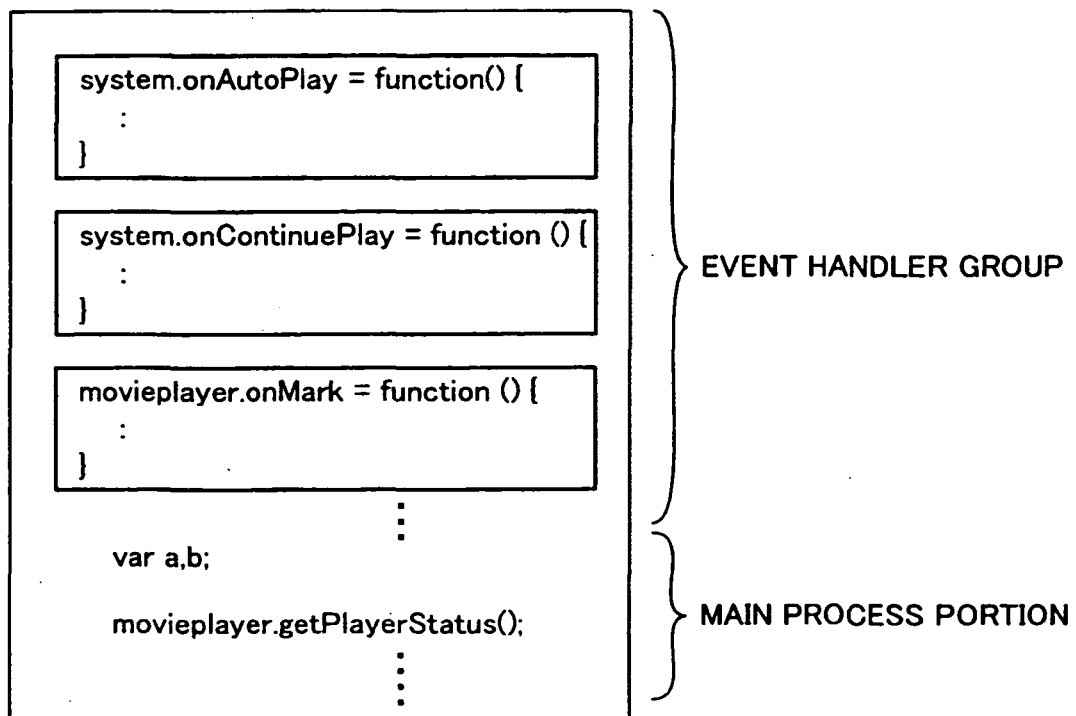 system.onAutoPlay = function() {
:
}
system.onContinuePlay = function () {
:
}
movieplayer.onMark = function () {
:
}
EVENT HANDLER GROUP
var a,b;
movieplayer.getPlayerStatus();
MAIN PROCESS PORTION